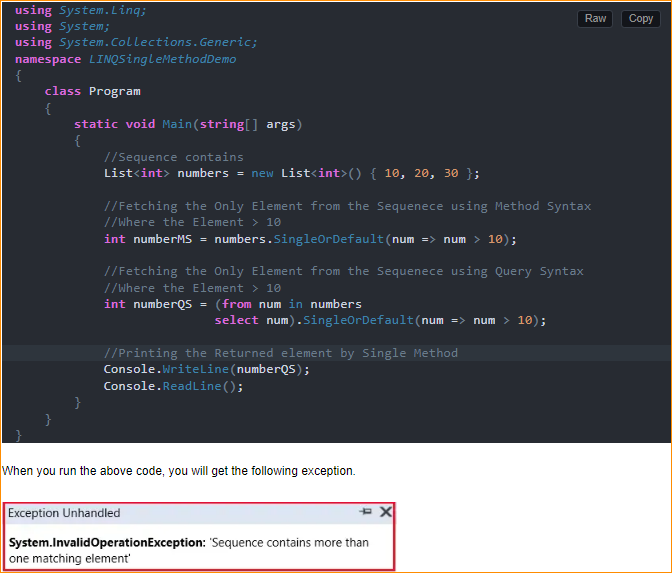 using System.Linq;
Raw Copy
using System;
using System.Collections.Generic;
namespace LINQSingleMethodDemo
{
class Program
{
static void Main(string[] args)
{
//Sequence contains
List<int> numbers = new List<int>() { 10, 20, 30 };
//Fetching the Only Element from the Sequenece using Method Syntax
//Where the Element > 10
int numberMS = numbers.SingleOrDefault(num => num > 10);
//Fetching the Only Element from the Sequenece using Query Syntax
//Where the Element > 10
int numberQS = (from num in numbers
select num).SingleOrDefault(num => num > 10);
//Printing the Returned element by Single Method
Console.WriteLine(numberQS);
Console.ReadLine();
}
}
}
When you run the above code, you will get the following exception.
Exception Unhandled
System.InvalidOperationException: 'Sequence contains more than
one matching element'